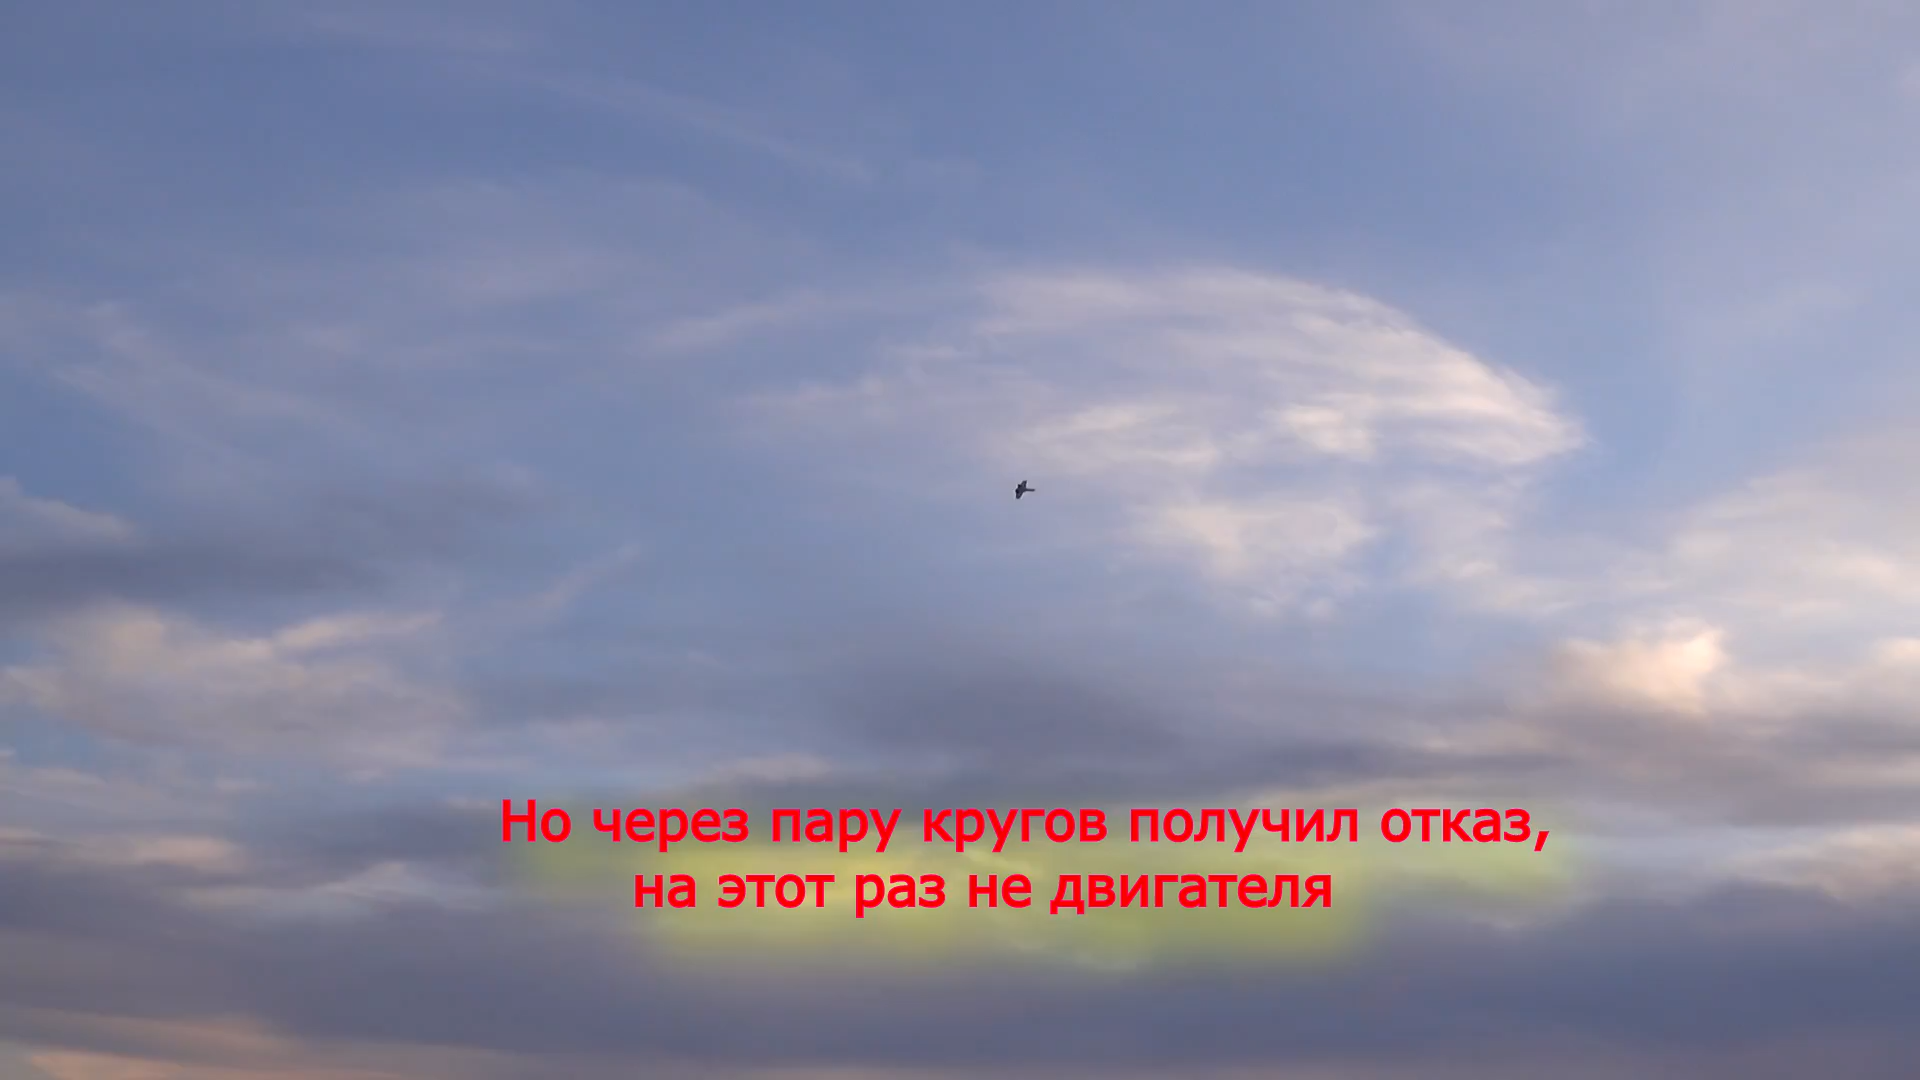 Но через пару кругов получил отказ,
на этот раз не двигателя